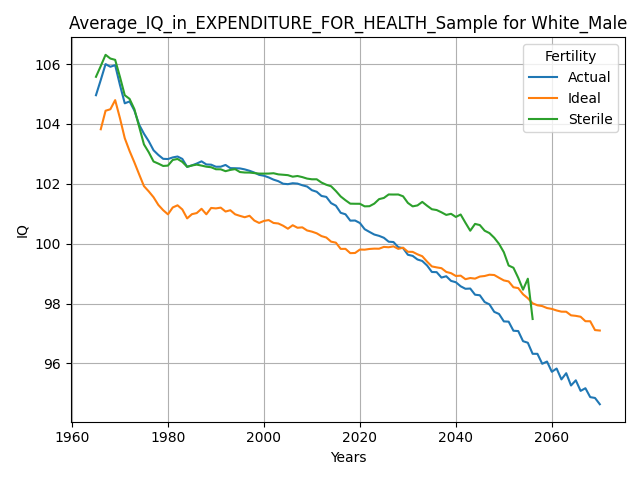 Average_IQ_in_EXPENDITURE_FOR_HEALTH_Sample for White_Male
Fertility
Actual
Ideal
Sterile
106
104
102
100
98
96
IQ
1960
1980
2000
2020
2040
2060
Years